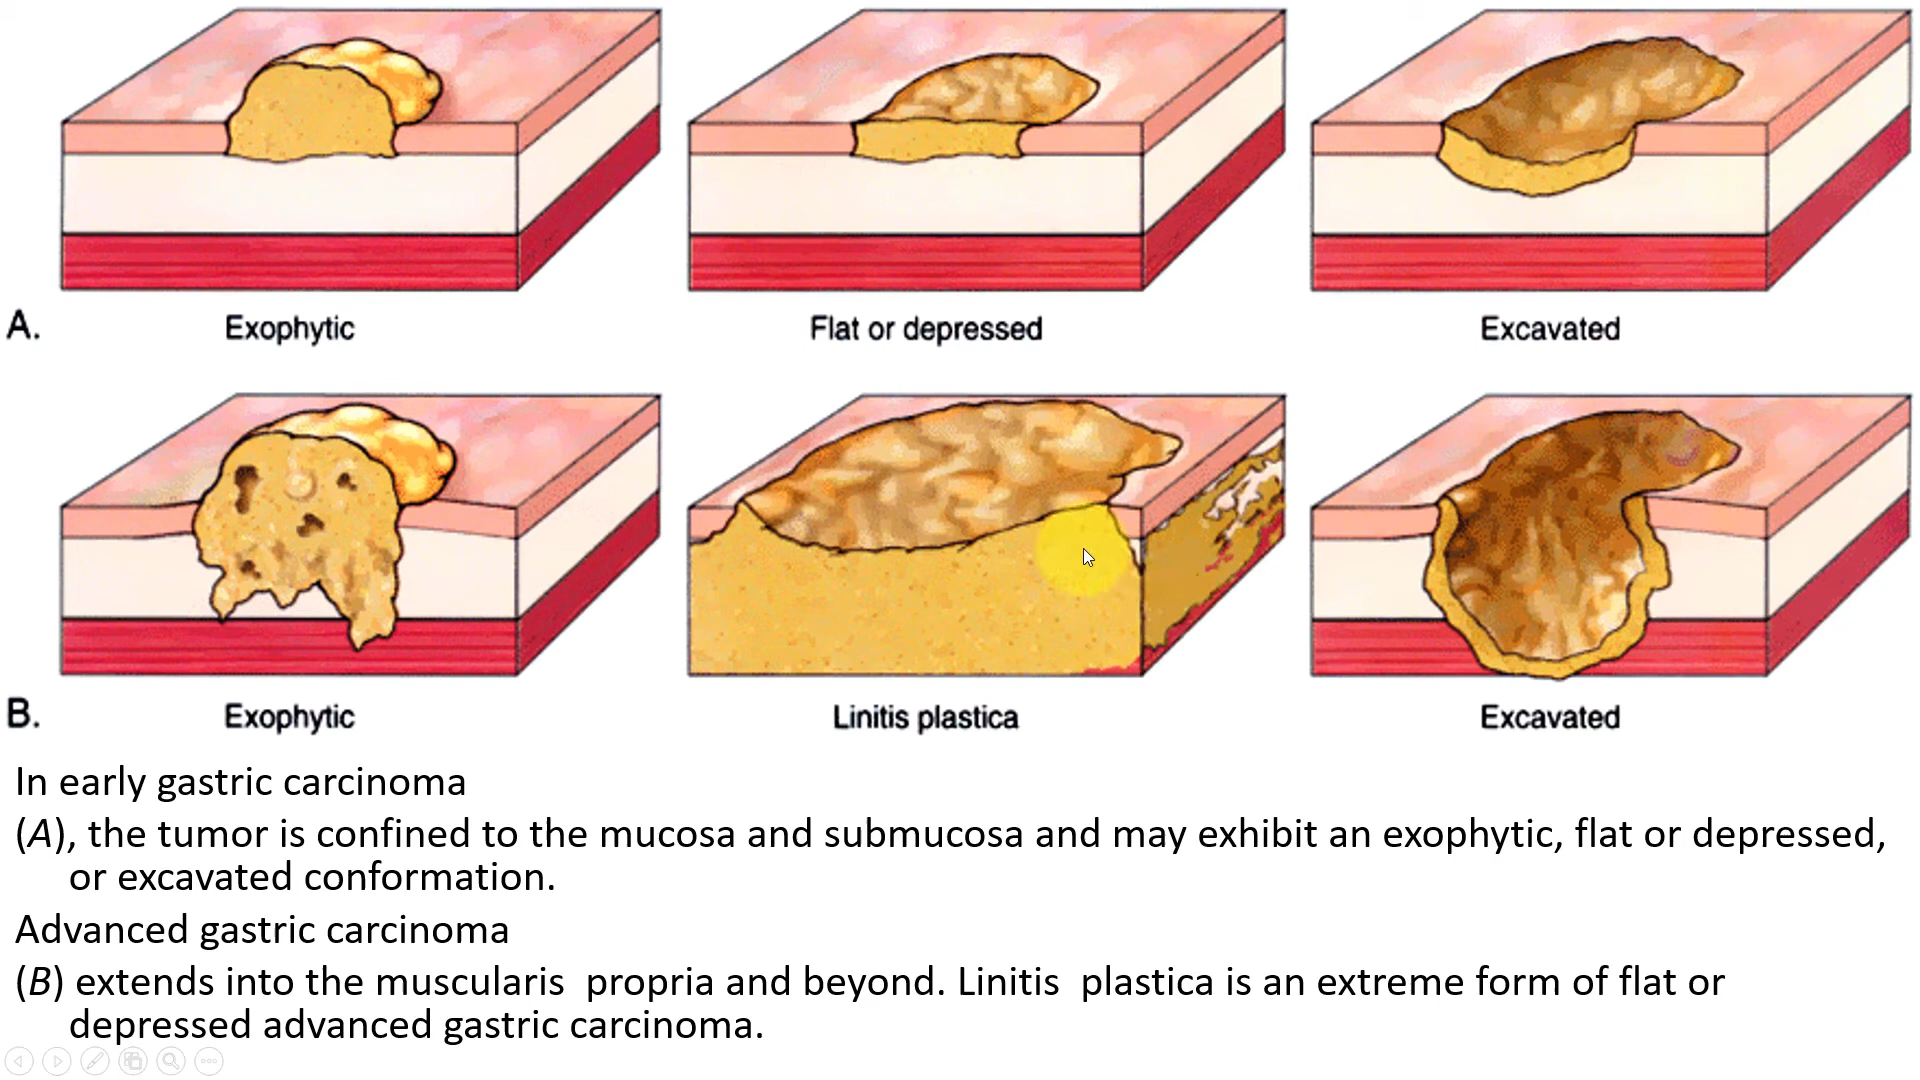 A.
Exophytic
Flat or depressed
Excavated
B.
Exophytic
Linitis plastica
Excavated
In early gastric carcinoma
(A), the tumor is confined to the mucosa and submucosa and may exhibit an exophytic, flat or depressed,
or excavated conformation.
Advanced gastric carcinoma
(B) extends into the muscularis  propria and beyond. Linitis  plastica is an extreme form of flat or
depressed advanced gastric carcinoma.